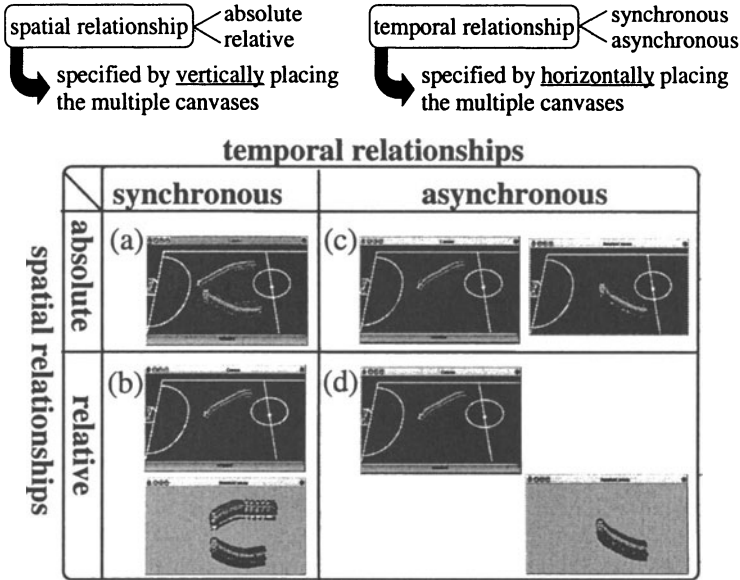 spatial relationship
absolute
relative
specified by vertically placing
the multiple canvases
temporal relationship
synchronous
asynchronous
specified by horizontally placing
the multiple canvases
temporal relationships
synchronous
asynchronous
spatial relationships
absolute
relative
(a)
(c)
(b)
(d)